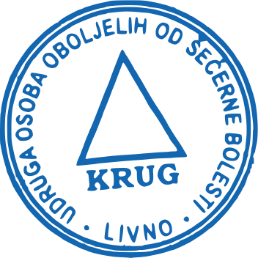 UDRUGA OSOBA OBOLJELIH OD ŠEĆERNE BOLESTI
KRUG
• LIVNO •